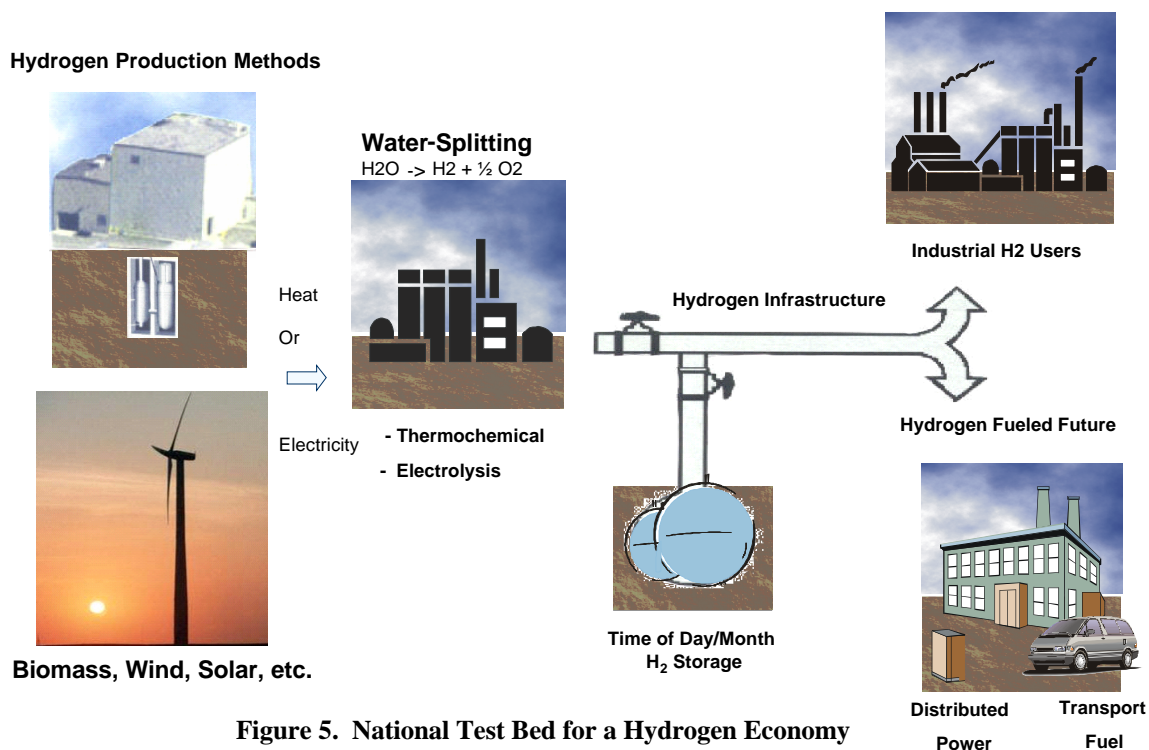 Hydrogen Production Methods
Water-Splitting
H2O -> H2 + ½ O2
Heat
Or
Electricity
- Thermochemical
- Electrolysis
Biomass, Wind, Solar, etc.
Hydrogen Infrastructure
Time of Day/Month
H₂ Storage
Industrial H2 Users
Hydrogen Fueled Future
Distributed
Power
Transport
Fuel
Figure 5. National Test Bed for a Hydrogen Economy